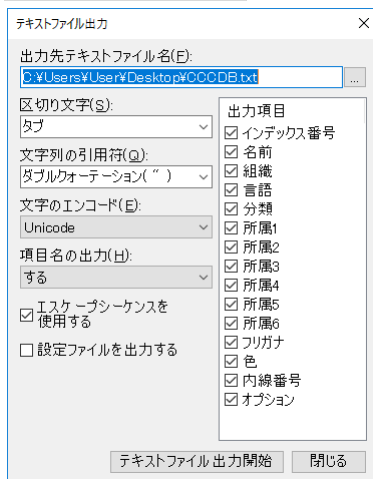 テキストファイル出力
出力先テキストファイル名(F):
C:¥Users¥User¥Desktop¥CCCDB.txt
...
区切り文字(S):
タブ
文字列の引用符(Q):
ダブルクォーテーション( ” )
文字のエンコード(E):
Unicode
項目名の出力(H):
する
エスケープシーケンスを
使用する
設定ファイルを出力する
出力項目
インデックス番号
名前
組織
言語
分類
所属1
所属2
所属3
所属4
所属5
所属6
フリガナ
色
内線番号
オプション
テキストファイル出力開始
閉じる